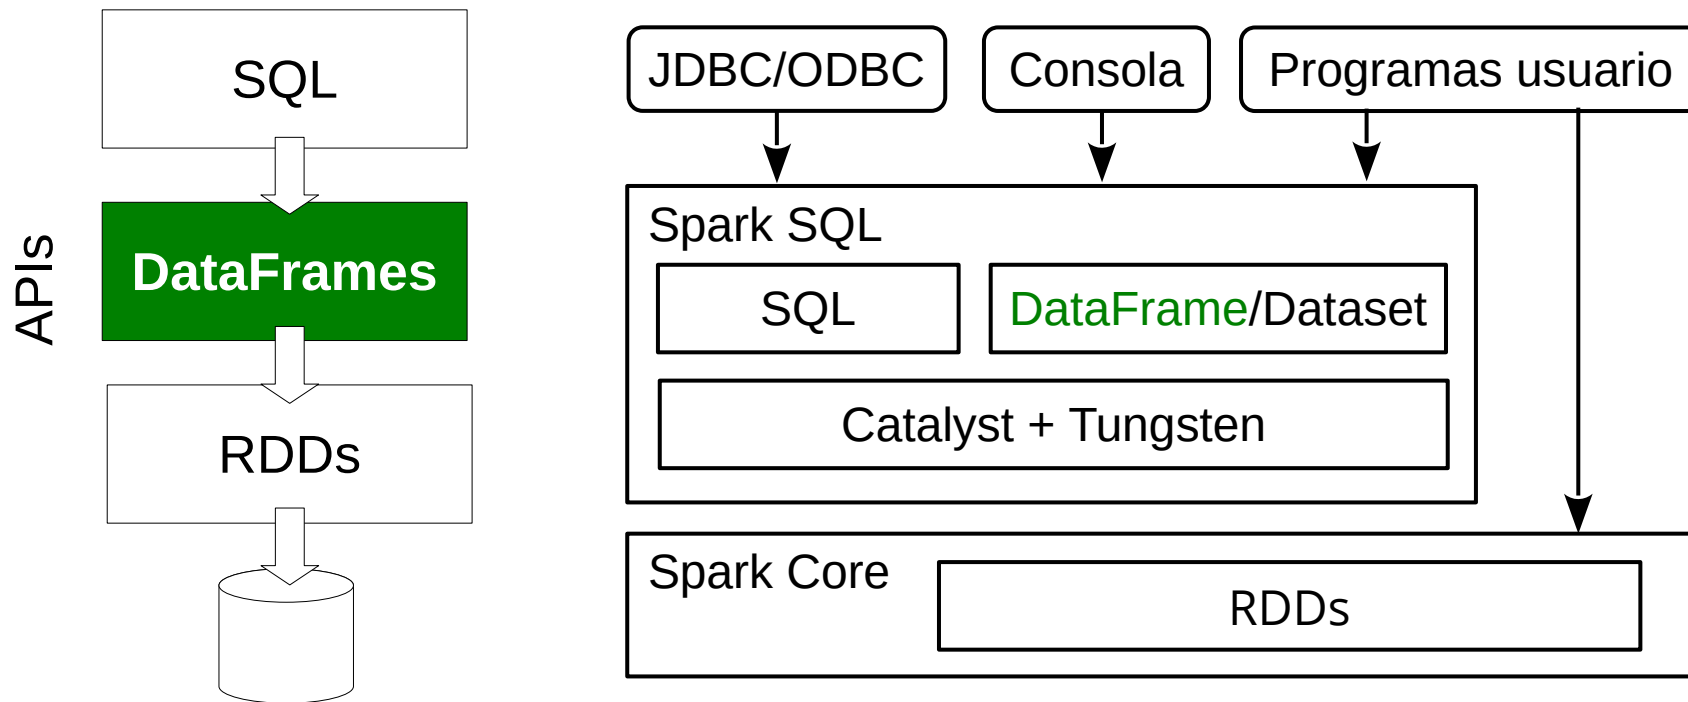 APIs
SQL
DataFrames
RDDs
JDBC/ODBC
Consola
Programas usuario
Spark SQL
SQL
DataFrame/Dataset
Catalyst + Tungsten
Spark Core
RDDs